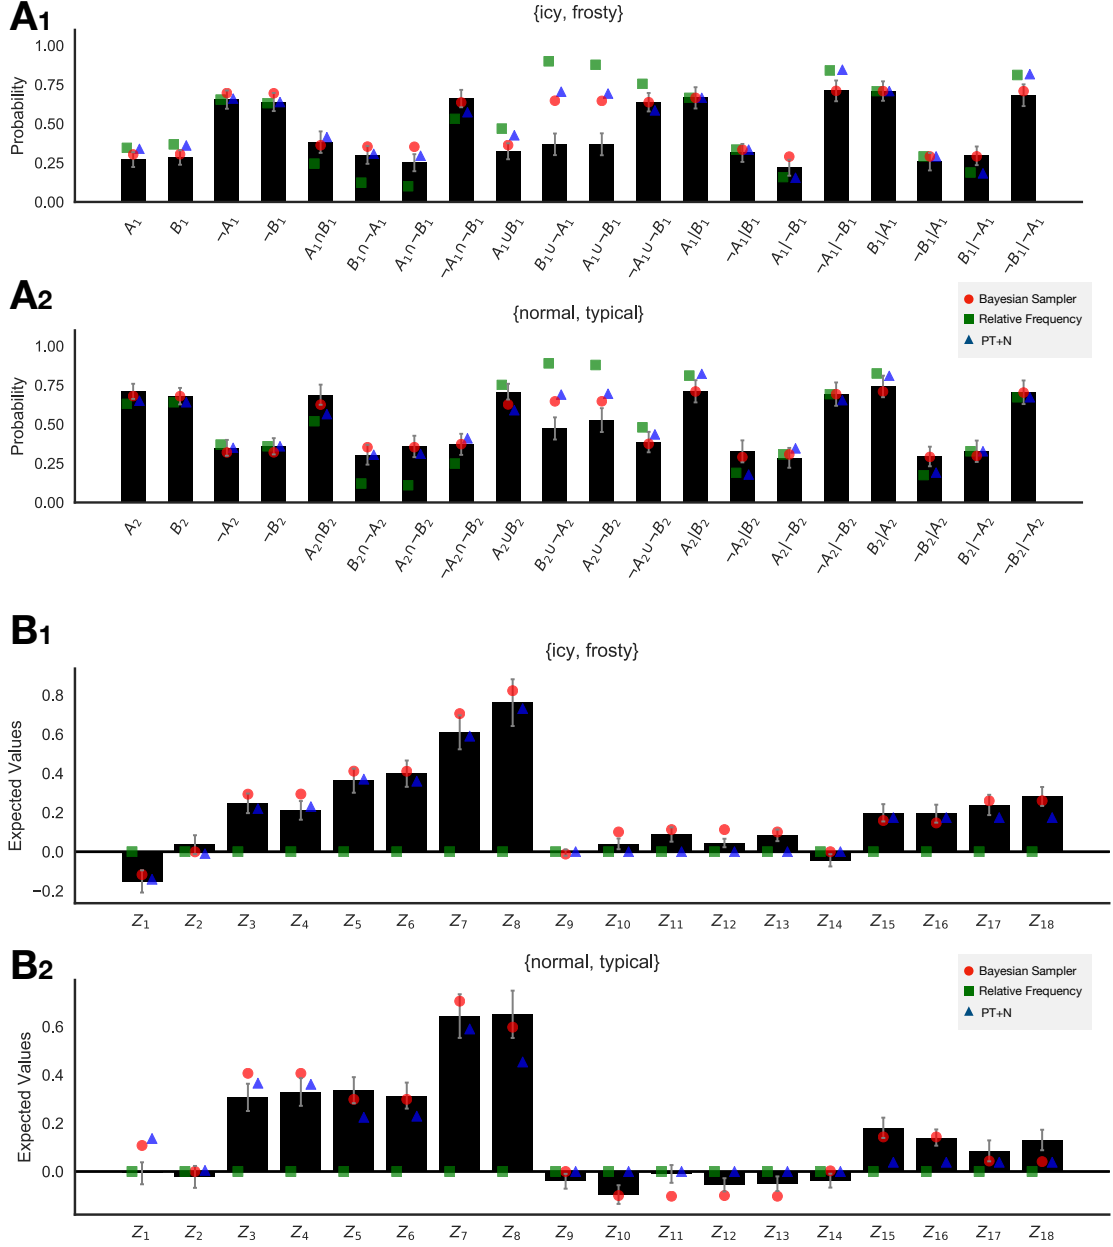 A1
{icy, frosty}
Probability
1.00
0.75
0.50
0.25
0.00
A₁ B₁ ¬A₁ ¬B₁ A₁∩B₁ B₁∩¬A₁ A₁∩¬B₁ ¬A₁∩¬B₁ A₁∪B₁ B₁∪¬A₁ A₁∪¬B₁ ¬A₁∪¬B₁ A₁|B₁ ¬A₁|B₁ A₁|¬B₁ ¬A₁|¬B₁ B₁|A₁ ¬B₁|A₁ B₁|¬A₁ ¬B₁|¬A₁
A2
{normal, typical}
Bayesian Sampler
Relative Frequency
PT+N
Probability
1.00
0.75
0.50
0.25
0.00
A₂ B₂ ¬A₂ ¬B₂ A₂∩B₂ B₂∩¬A₂ A₂∩¬B₂ ¬A₂∩¬B₂ A₂∪B₂ B₂∪¬A₂ A₂∪¬B₂ ¬A₂∪¬B₂ A₂|B₂ ¬A₂|B₂ A₂|¬B₂ ¬A₂|¬B₂ B₂|A₂ ¬B₂|A₂ B₂|¬A₂ ¬B₂|¬A₂
B1
{icy, frosty}
Expected Values
0.8
0.6
0.4
0.2
0.0
−0.2
Z₁ Z₂ Z₃ Z₄ Z₅ Z₆ Z₇ Z₈ Z₉ Z₁₀ Z₁₁ Z₁₂ Z₁₃ Z₁₄ Z₁₅ Z₁₆ Z₁₇ Z₁₈
B2
{normal, typical}
Bayesian Sampler
Relative Frequency
PT+N
Expected Values
0.6
0.4
0.2
0.0
Z₁ Z₂ Z₃ Z₄ Z₅ Z₆ Z₇ Z₈ Z₉ Z₁₀ Z₁₁ Z₁₂ Z₁₃ Z₁₄ Z₁₅ Z₁₆ Z₁₇ Z₁₈